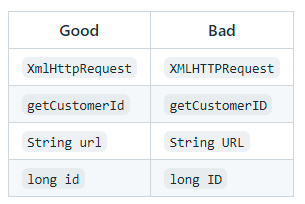 Good Bad
XmlHttpRequest XMLHTTPRequest
getCustomerId getCustomerID
String url String URL
long id long ID